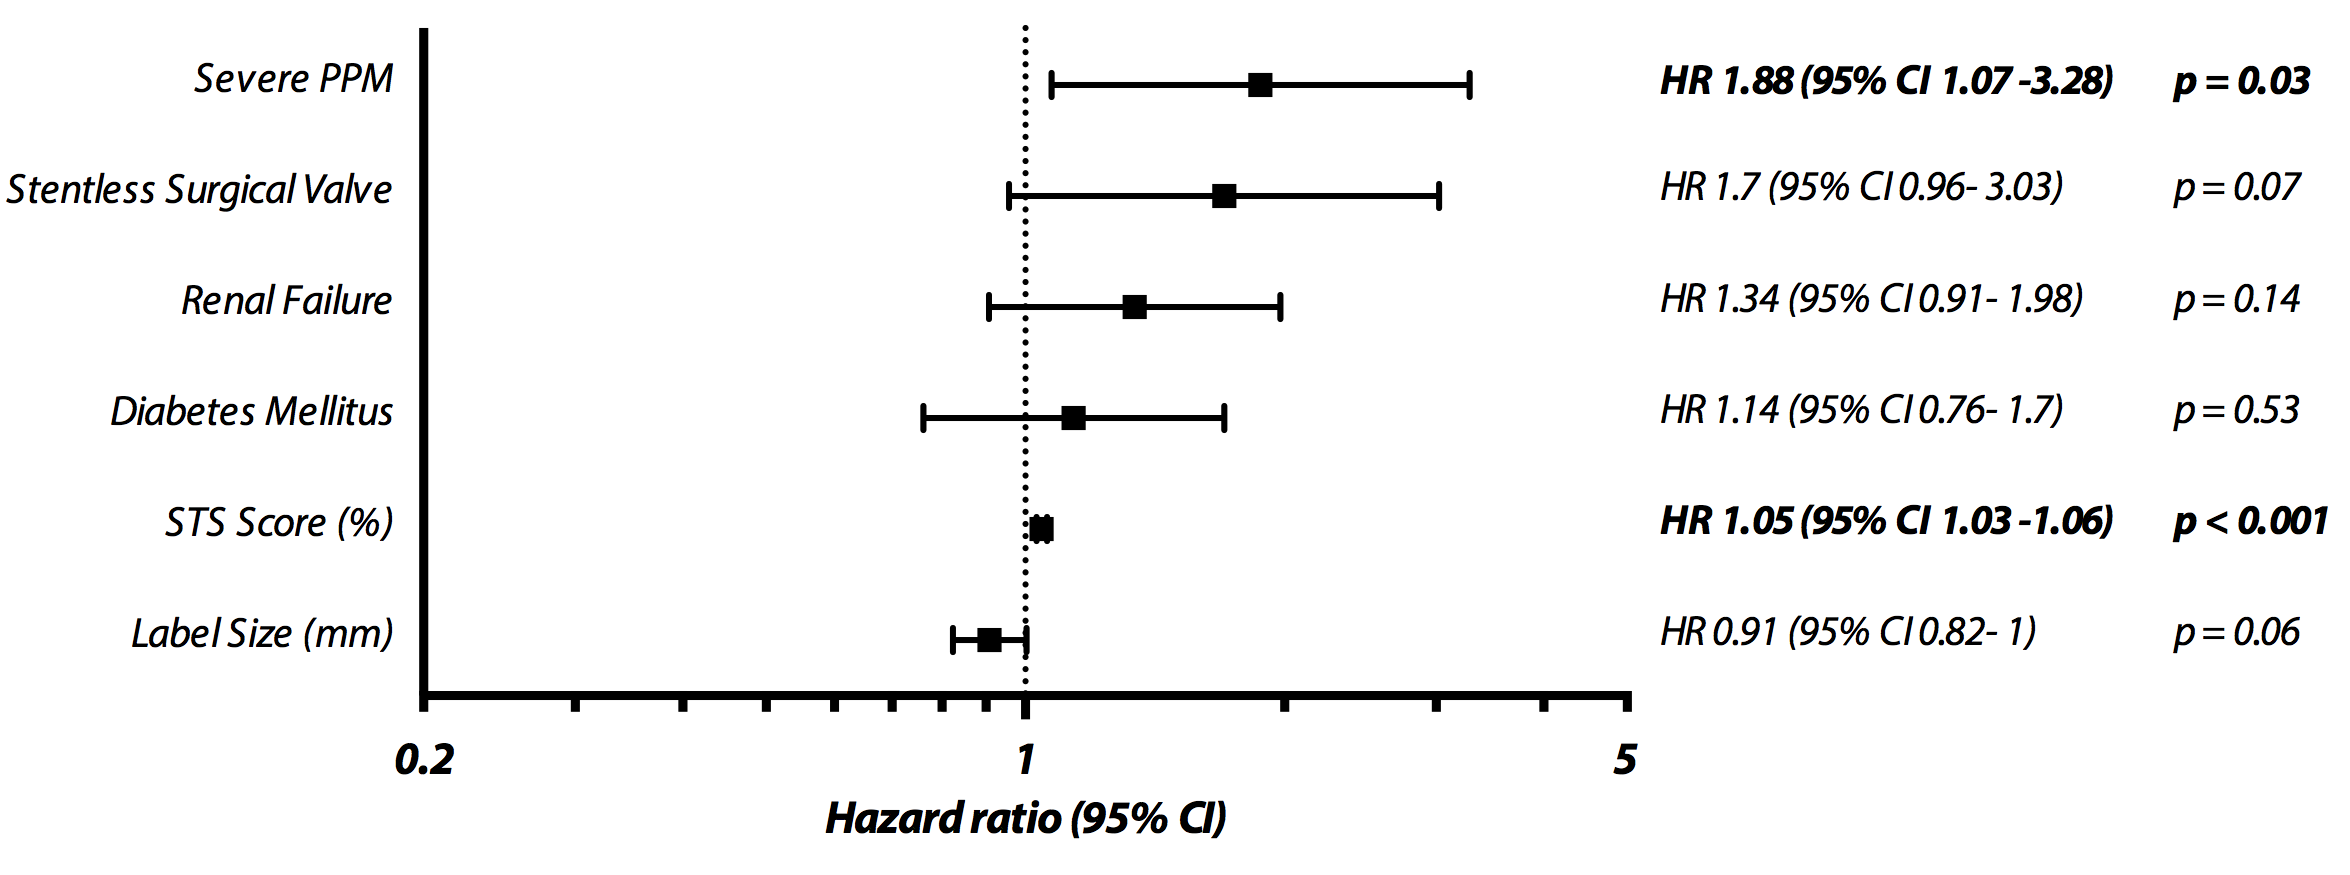 Severe PPM HR 1.88 (95% CI 1.07 -3.28) p = 0.03
Stentless Surgical Valve HR 1.7 (95% CI 0.96- 3.03) p = 0.07
Renal Failure HR 1.34 (95% CI 0.91- 1.98) p = 0.14
Diabetes Mellitus HR 1.14 (95% CI 0.76- 1.7) p = 0.53
STS Score (%) HR 1.05 (95% CI 1.03 -1.06) p < 0.001
Label Size (mm) HR 0.91 (95% CI 0.82- 1) p = 0.06
0.2 1 5
Hazard ratio (95% CI)